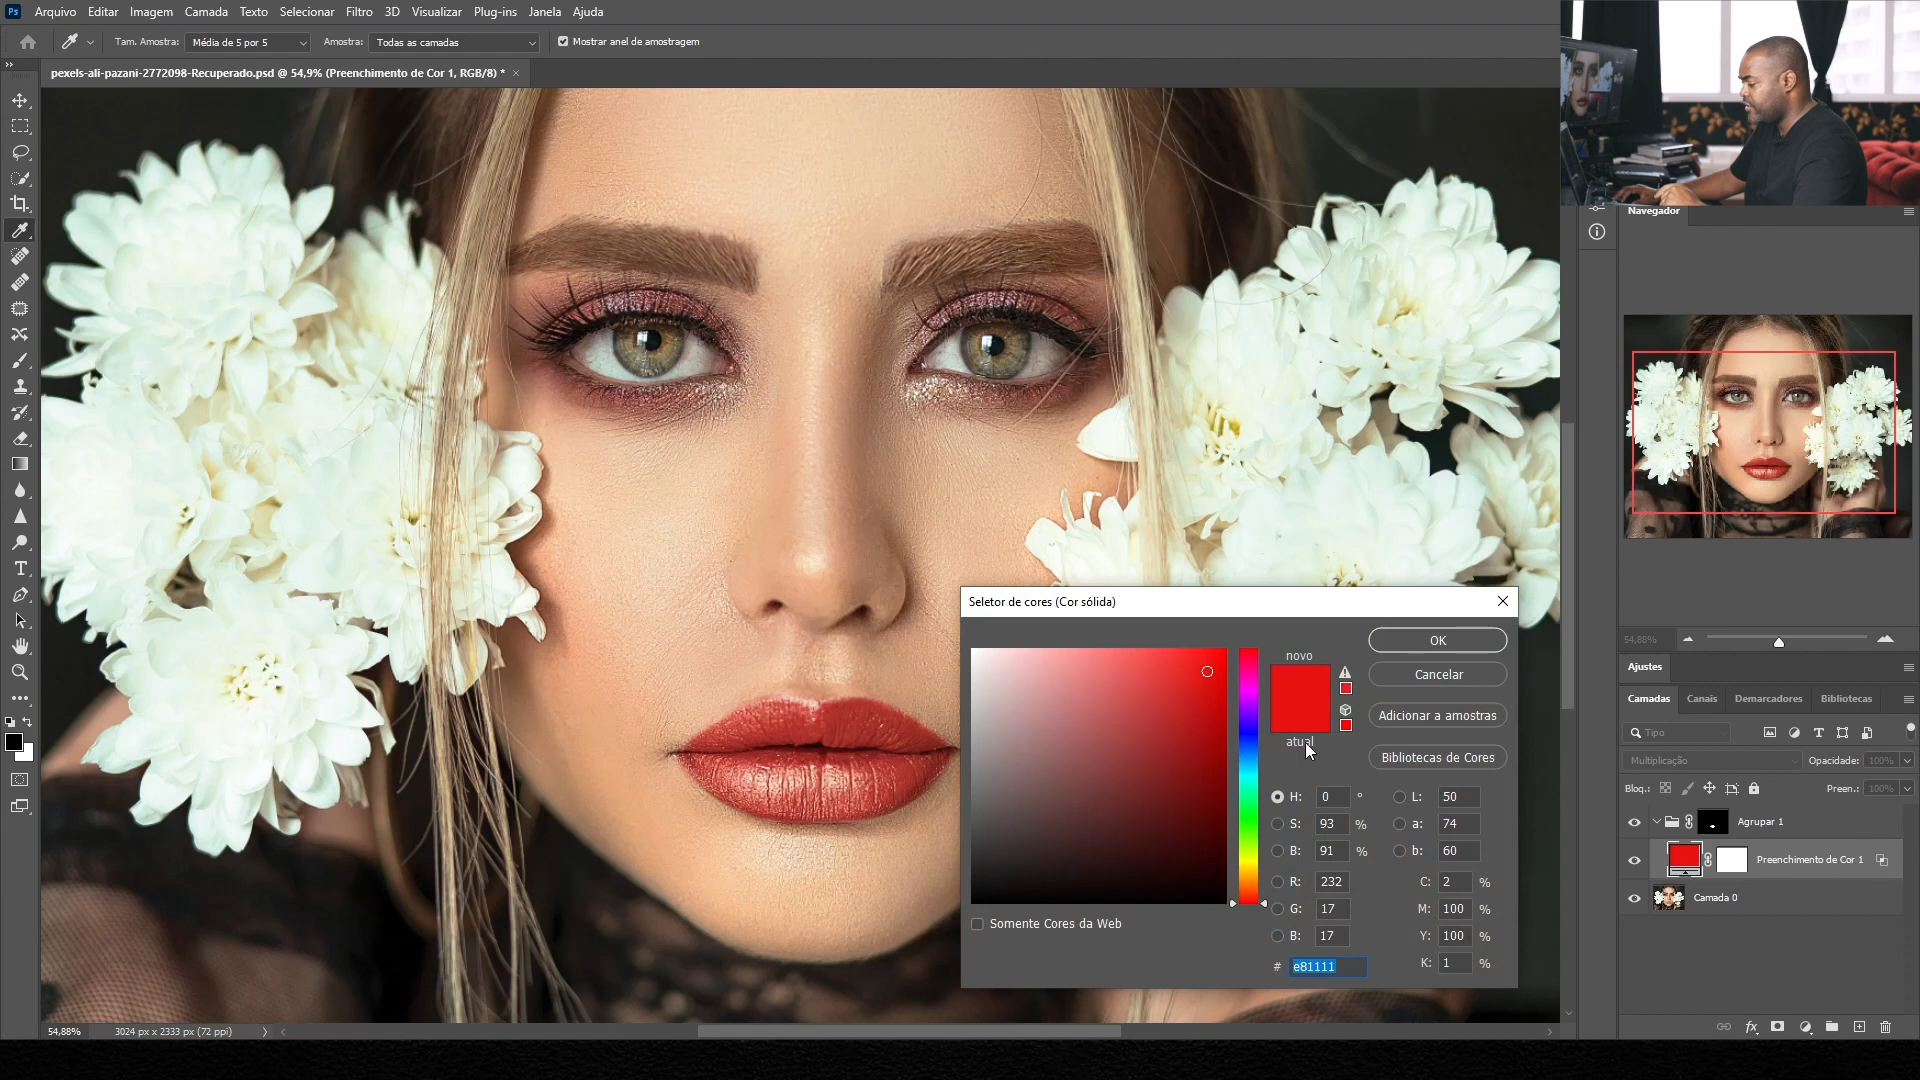 Ps Arquivo Editar Imagem Camada Texto Selecionar Filtro 3D Visualizar Plug-ins Janela Ajuda
Tam. Amostra: Média de 5 por 5 Amostra: Todas as camadas Mostrar anel de amostragem
pexels-ali-pazani-2772098-Recuperado.psd @ 54,9% (Preenchimento de Cor 1, RGB/8) *
Navegador
54,88%
Ajustes
Camadas Canais Demarcadores Bibliotecas
Tipo
Multiplicação Opacidade: 100%
Bloq.: Preen.: 100%
Agrupar 1
Preenchimento de Cor 1
Camada 0
Seletor de cores (Cor sólida)
novo
atual
OK
Cancelar
Adicionar a amostras
Bibliotecas de Cores
H: 0 ° L: 50
S: 93 % a: 74
B: 91 % b: 60
R: 232 C: 2 %
G: 17 M: 100 %
B: 17 Y: 100 %
# e81111 K: 1 %
Somente Cores da Web
54,88% 3024 px x 2333 px (72 ppi)